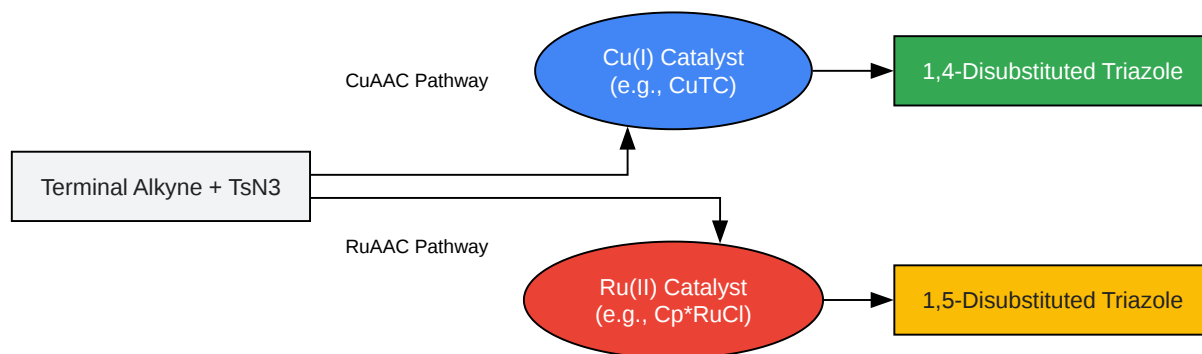 CuAAC Pathway
Cu(I) Catalyst
(e.g., CuTC)
1,4-Disubstituted Triazole
Terminal Alkyne + TsN3
RuAAC Pathway
Ru(II) Catalyst
(e.g., Cp*RuCl)
1,5-Disubstituted Triazole